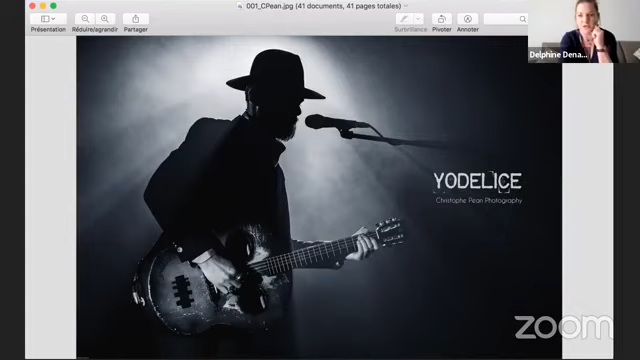 001_CPean.jpg (41 documents, 41 pages totales)
Présentation
Réduire/agrandir
Partager
Surbrillance
Pivoter
Annoter
Delphine Dena...
YODELICE
Christophe Pean Photography
zoom